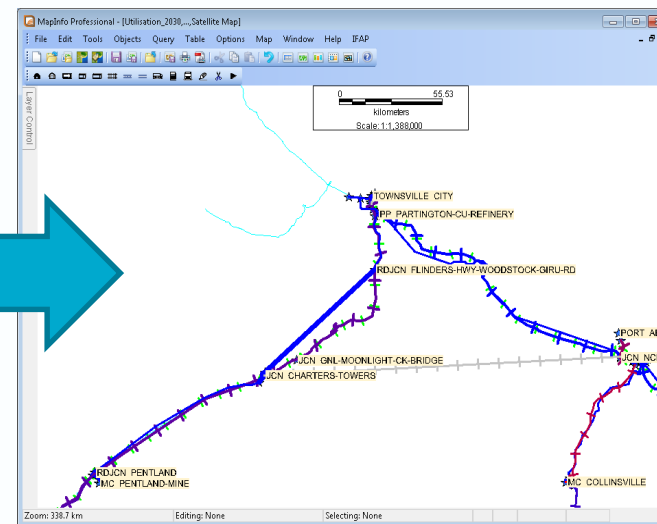 MapInfo Professional - [Utilisation_2030,...,Satellite Map]
File Edit Tools Objects Query Table Options Map Window Help IFAP
Layer Control
0 55.53
kilometers
Scale: 1:1,388,000
TOWNSVILLE CITY
PP PARTINGTON-CU-REFINERY
RDJCN FLINDERS-HWY-WOODSTOCK-GIRU-RD
PORT A
JCN GNL-MOONLIGHT-CK-BRIDGE
JCN NC
JCN CHARTERS-TOWERS
RDJCN PENTLAND
MC PENTLAND-MINE
MC COLLINSVILLE
Zoom: 338.7 km Editing: None Selecting: None